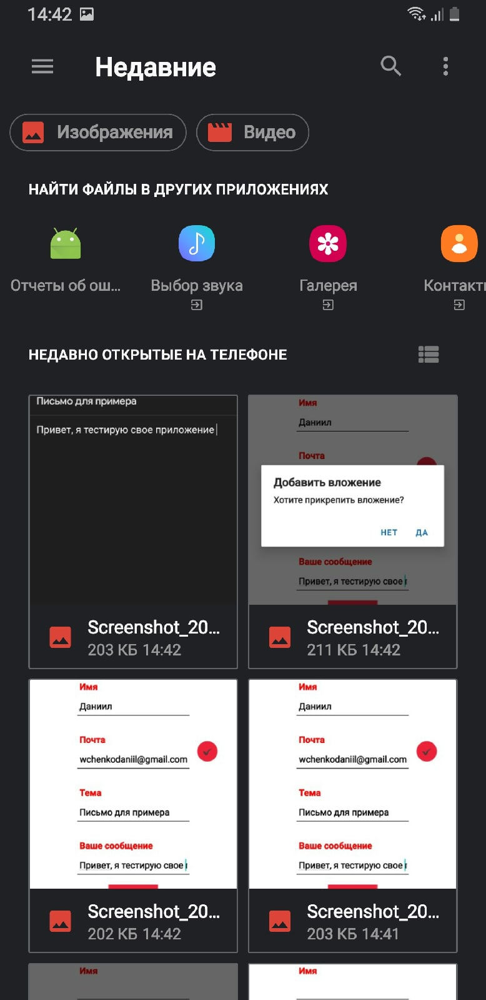 14:42
Недавние
Изображения
Видео
НАЙТИ ФАЙЛЫ В ДРУГИХ ПРИЛОЖЕНИЯХ
Отчеты об ош...
Выбор звука
Галерея
Контакт
НЕДАВНО ОТКРЫТЫЕ НА ТЕЛЕФОНЕ
Письмо для примера
Привет, я тестирую свое приложение
Screenshot_20...
203 КБ 14:42
Имя
Даниил
Почта
Добавить вложение
Хотите прикрепить вложение?
НЕТ ДА
Ваше сообщение
Привет, я тестирую свое
Screenshot_20...
211 КБ 14:42
Имя
Даниил
Почта
wchenkodaniil@gmail.com
Тема
Письмо для примера
Ваше сообщение
Привет, я тестирую свое
Screenshot_20...
202 КБ 14:42
Имя
Даниил
Почта
wchenkodaniil@gmail.com
Тема
Письмо для примера
Ваше сообщение
Привет, я тестирую свое
Screenshot_20...
203 КБ 14:41
Имя
Имя